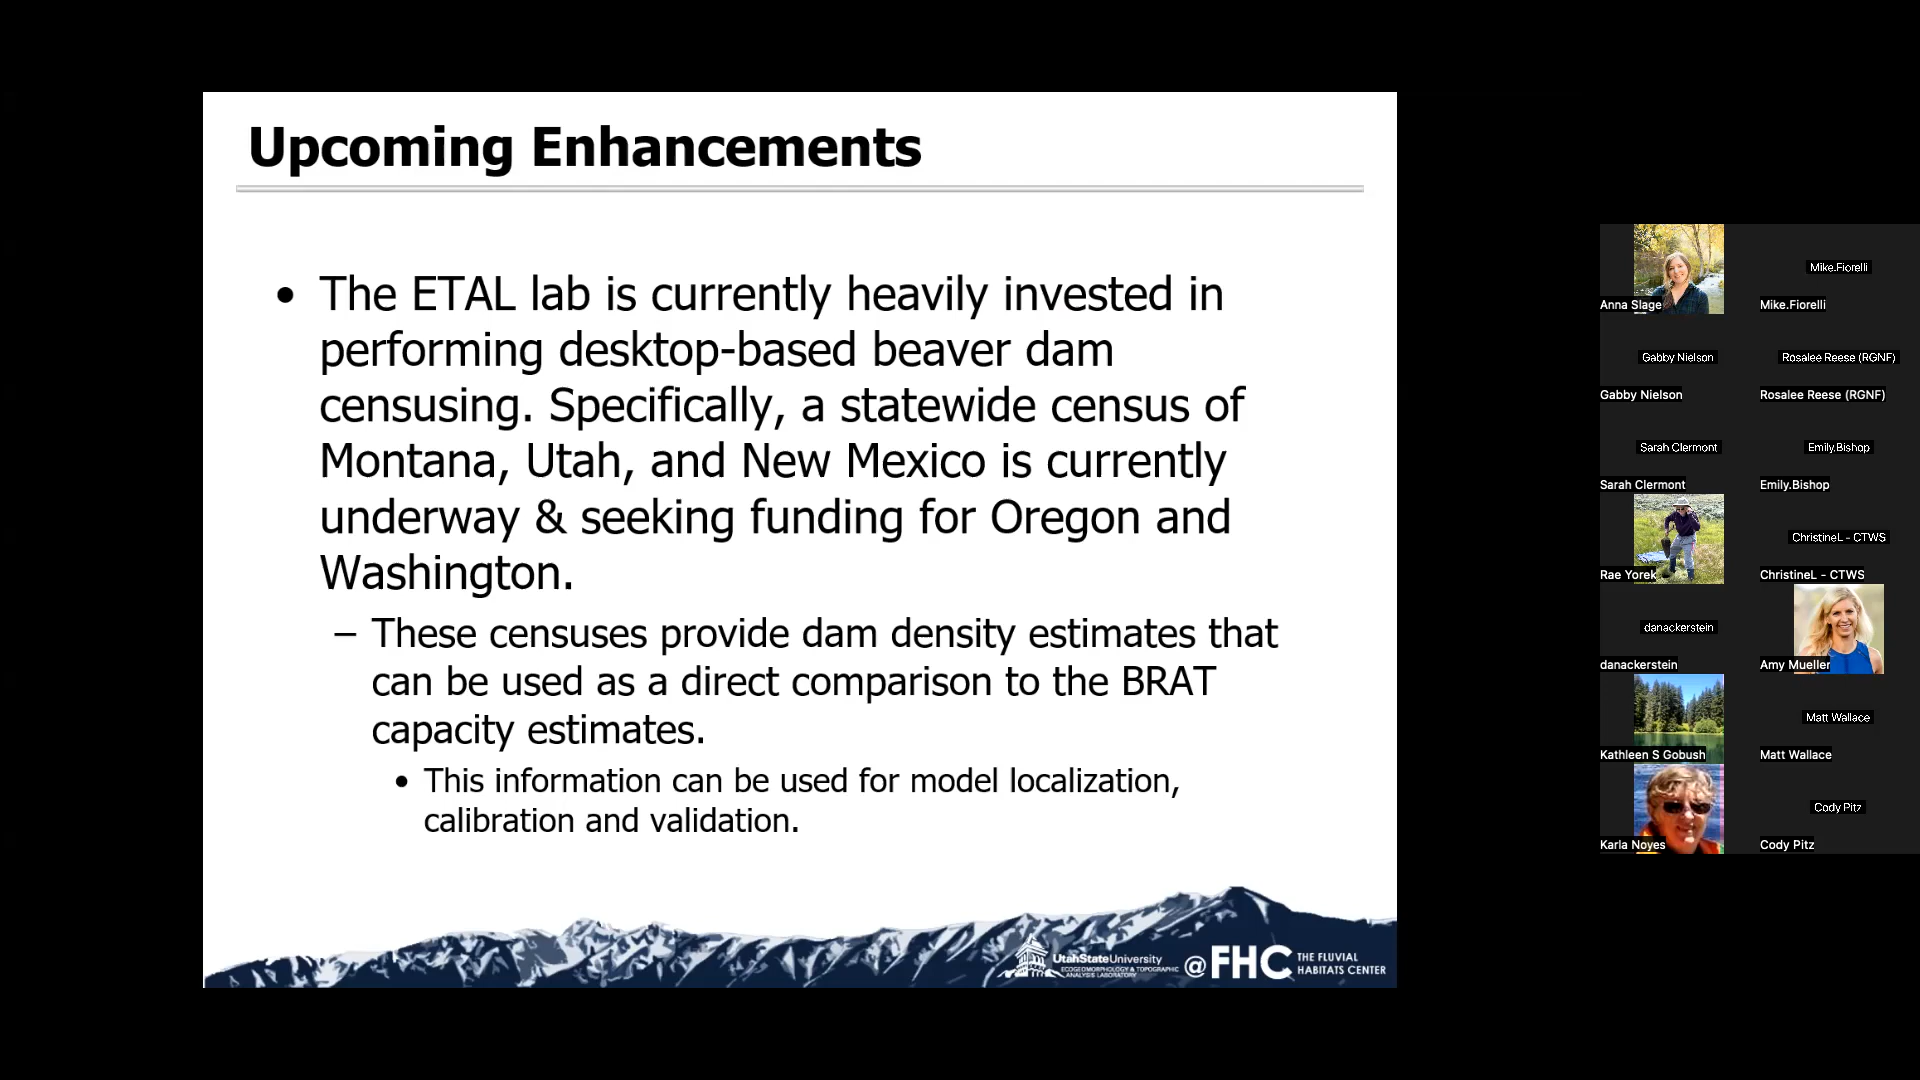 Upcoming Enhancements
• The ETAL lab is currently heavily invested in
performing desktop-based beaver dam
censusing. Specifically, a statewide census of
Montana, Utah, and New Mexico is currently
underway & seeking funding for Oregon and
Washington.
– These censuses provide dam density estimates that
can be used as a direct comparison to the BRAT
capacity estimates.
• This information can be used for model localization,
calibration and validation.
UtahStateUniversity
ECOGEOMORPHOLOGY & TOPOGRAPHIC
ANALYSIS LABORATORY
@FHC
THE FLUVIAL
HABITATS CENTER
Anna Slage
Mike.Fiorelli
Mike.Fiorelli
Gabby Nielson
Gabby Nielson
Rosalee Reese (RGNF)
Rosalee Reese (RGNF)
Sarah Clermont
Sarah Clermont
Emily.Bishop
Emily.Bishop
Rae Yorek
ChristineL - CTWS
ChristineL - CTWS
danackerstein
danackerstein
Amy Mueller
Kathleen S Gobush
Matt Wallace
Matt Wallace
Karla Noyes
Cody Pitz
Cody Pitz